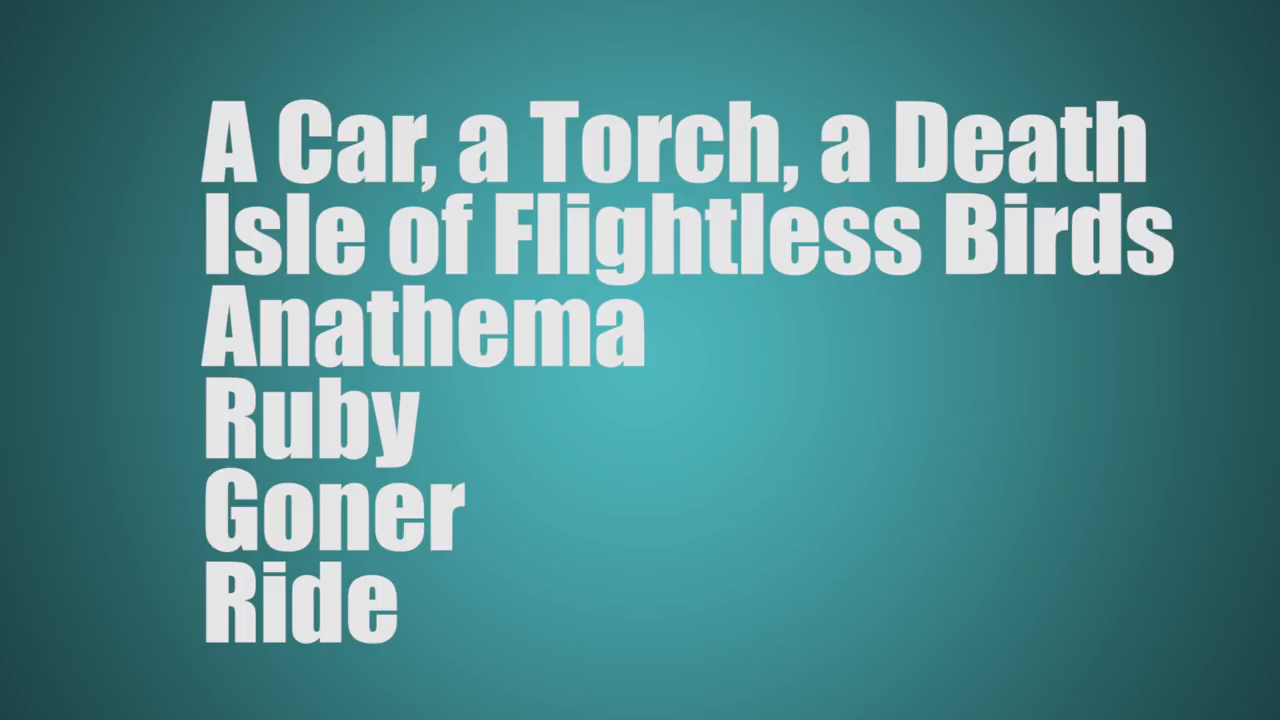 A Car, a Torch, a Death
Isle of Flightless Birds
Anathema
Ruby
Goner
Ride